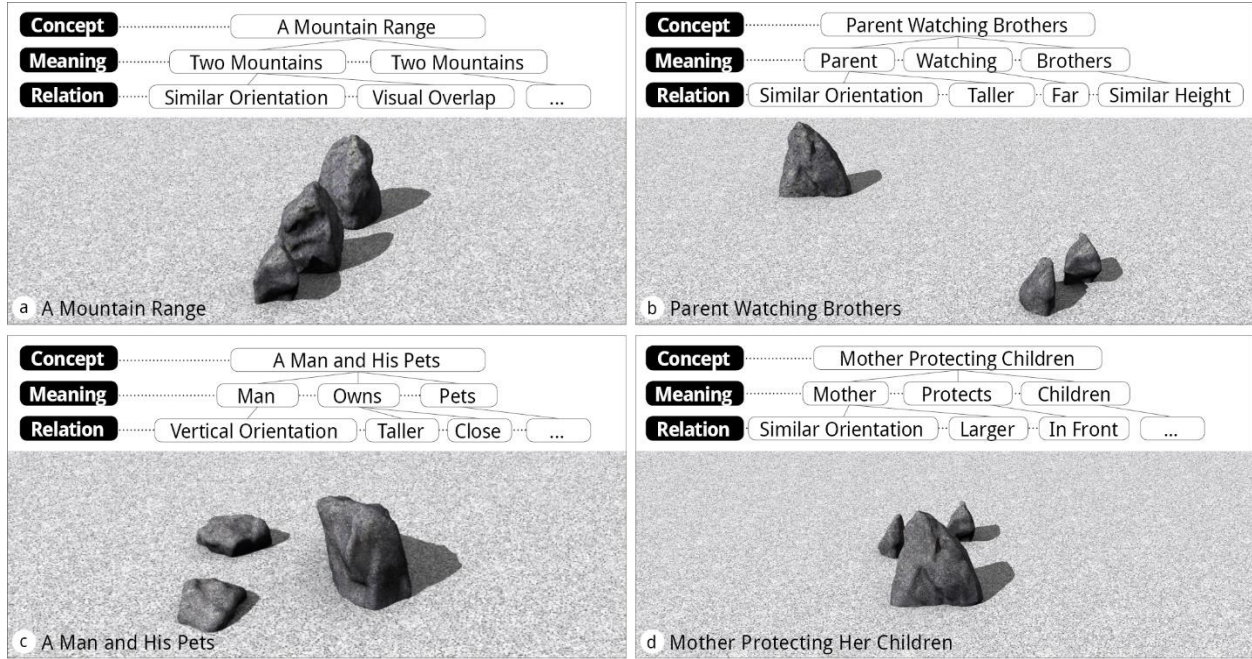 Concept A Mountain Range
Meaning Two Mountains Two Mountains
Relation Similar Orientation Visual Overlap ...
a A Mountain Range
Concept Parent Watching Brothers
Meaning Parent Watching Brothers
Relation Similar Orientation Taller Far Similar Height
b Parent Watching Brothers
Concept A Man and His Pets
Meaning Man Owns Pets
Relation Vertical Orientation Taller Close ...
c A Man and His Pets
Concept Mother Protecting Children
Meaning Mother Protects Children
Relation Similar Orientation Larger In Front ...
d Mother Protecting Her Children